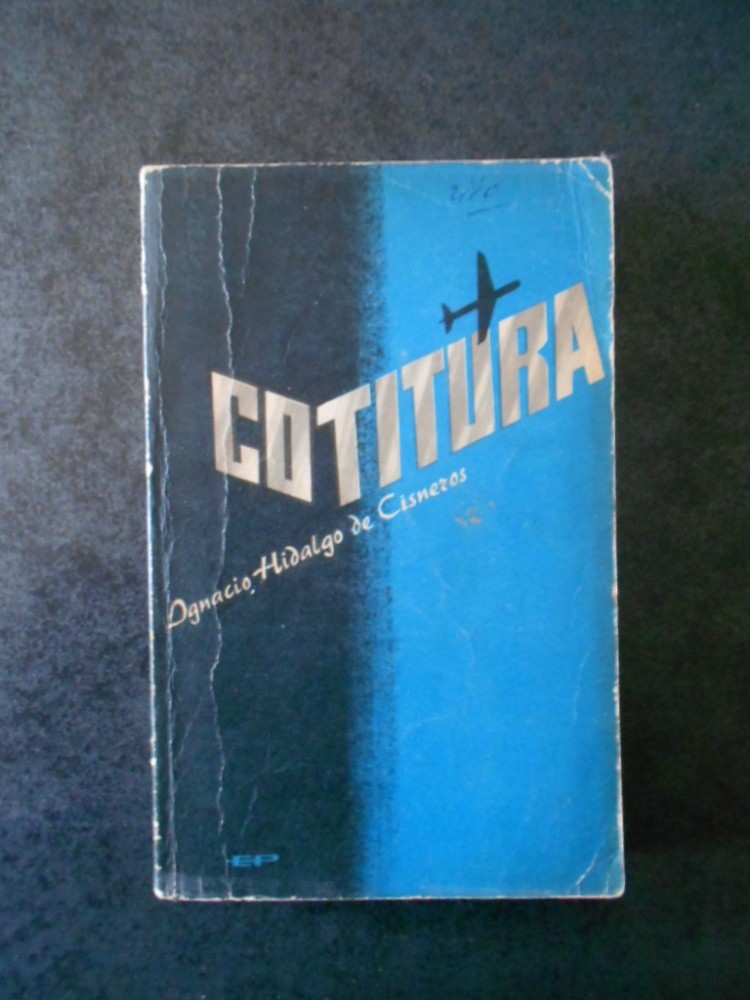 COTITURA
Ignacio Hidalgo de Cisneros
EP